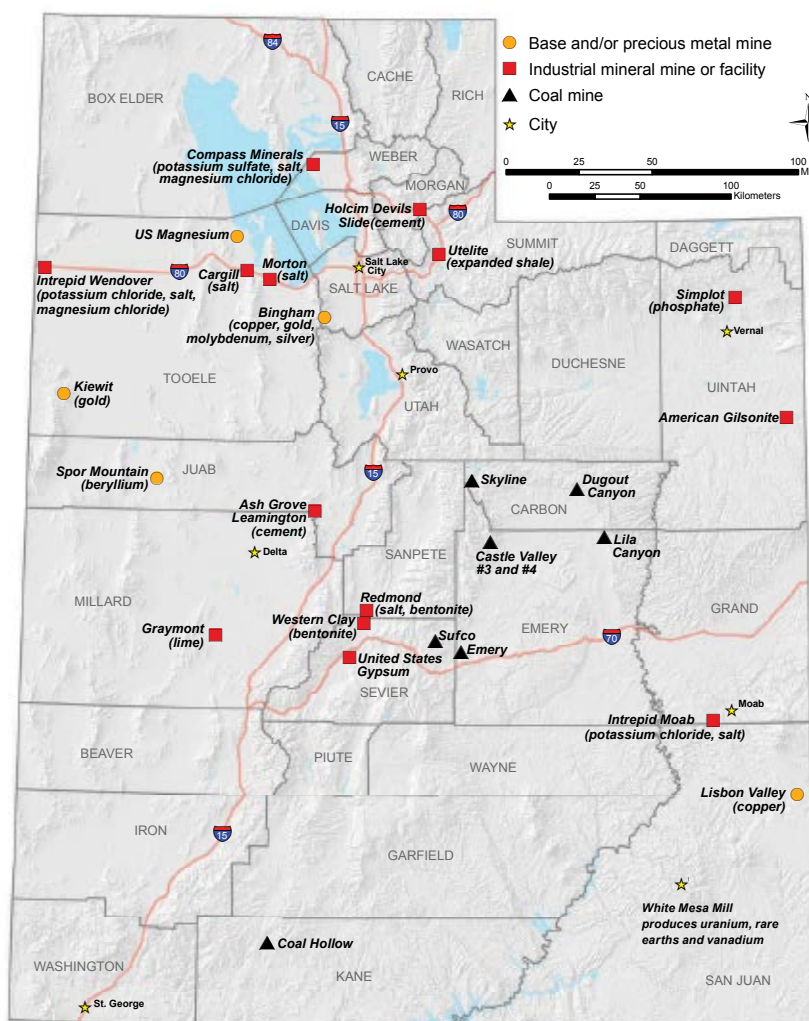 84
CACHE
BOX ELDER
RICH
15
WEBER
Compass Minerals
(potassium sulfate, salt,
magnesium chloride)
MORGAN
Holcim Devils
Slide(cement)
80
DAVIS
US Magnesium
SUMMIT
DAGGETT
Utelite
(expanded shale)
Salt Lake
City
Morton
(salt)
80
Cargill
(salt)
Intrepid Wendover
(potassium chloride, salt,
magnesium chloride)
SALT LAKE
Simplot
(phosphate)
Bingham
(copper, gold,
molybdenum, silver)
Vernal
WASATCH
DUCHESNE
Provo
TOOELE
Kiewit
(gold)
UINTAH
UTAH
American Gilsonite
JUAB
Spor Mountain
(beryllium)
15
Skyline
Dugout
Canyon
CARBON
Ash Grove
Leamington
(cement)
Lila
Canyon
Delta
SANPETE
Castle Valley
#3 and #4
MILLARD
Redmond
(salt, bentonite)
Western Clay
(bentonite)
GRAND
EMERY
70
Graymont
(lime)
Sufco
Emery
United States
Gypsum
SEVIER
Moab
Intrepid Moab
(potassium chloride, salt)
BEAVER
PIUTE
WAYNE
Lisbon Valley
(copper)
IRON
15
GARFIELD
White Mesa Mill
produces uranium, rare
earths and vanadium
Coal Hollow
WASHINGTON
KANE
SAN JUAN
St. George
Base and/or precious metal mine
Industrial mineral mine or facility
Coal mine
City
0 25 50 100
M
0 25 50 100
Kilometers